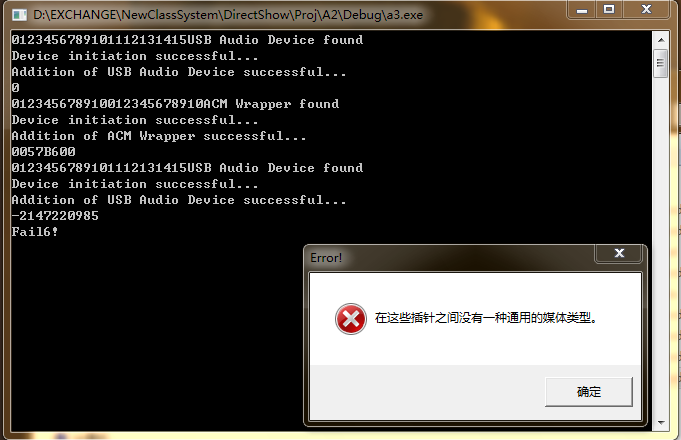 D:\EXCHANGE\NewClassSystem\DirectShow\Proj\A2\Debug\a3.exe
0123456789101112131415USB Audio Device found
Device initiation successful...
Addition of USB Audio Device successful...
0
012345678910012345678910ACM Wrapper found
Device initiation successful...
Addition of ACM Wrapper successful...
0057B600
0123456789101112131415USB Audio Device found
Device initiation successful...
Addition of USB Audio Device successful...
-2147220985
Fail6!
Error!
在这些插针之间没有一种通用的媒体类型。
确定